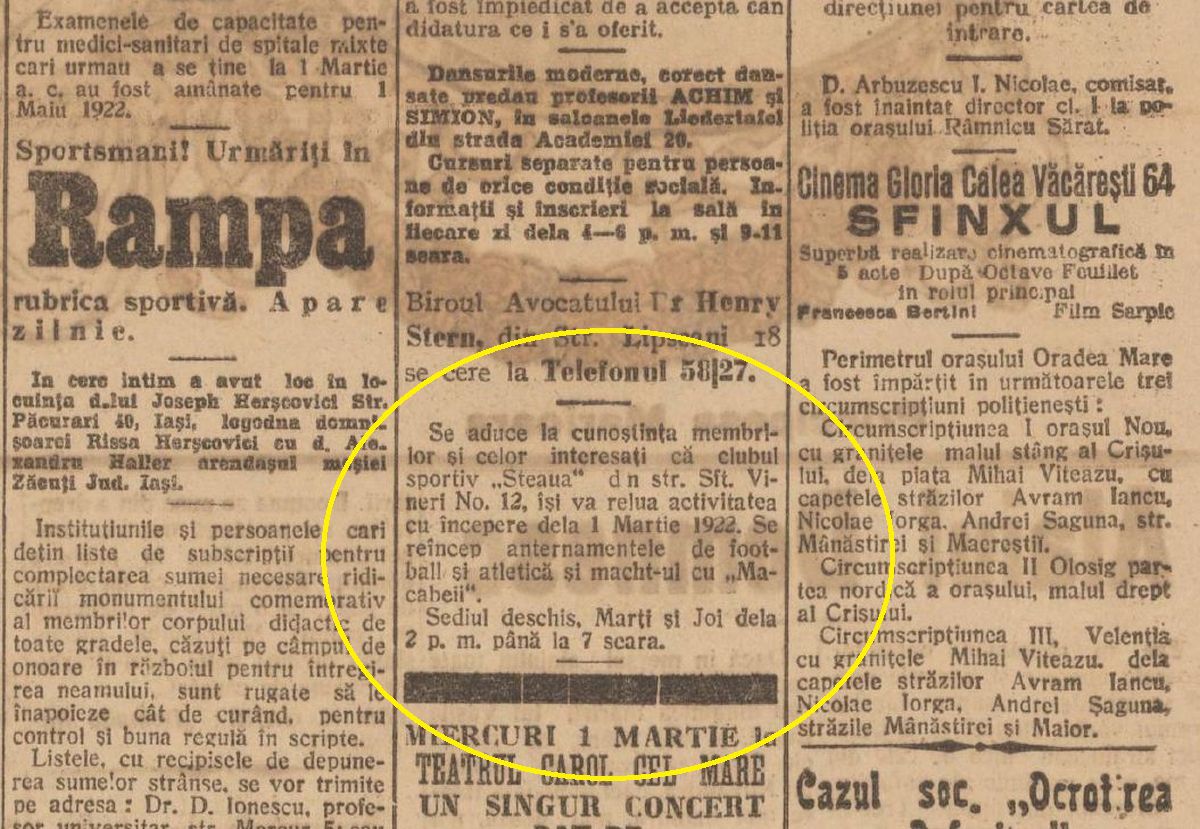 Examenele de capacitate pen-
tru medici-sanitari de spitale mixte
cari urmau a se ține la 1 Martie
a. c. au fost amânate pentru 1
Maiu 1922.
Sportsmani! Urmăriți în
Rampa
rubrica sportivă. Apare
zilnic.
In cerc intim a avut loc în lo-
cuința d.lui Joseph Herșcovici Str.
Păcurari 40, Iași, logodna domni-
șoarei Rissa Herșcovici cu d. Ale-
xandru Haller arendașul moșiei
Zăcuți Jud. Iași.
Institutiunile și persoanele cari
dețin liste de subscripții pentru
complectarea sumei necesare ridi-
cării monumentului comemorativ
al membrilor corpului didactic de
toate gradele, căzuți pe câmpul de
onoare în războiul pentru întregi-
rea neamului, sunt rugate să le
înapoieze cât de curând, pentru
control și buna regulă în scripte.
Listele, cu recipisele de depune-
rea sumelor strânse, se vor trimite
pe adresa: Dr. D. Ionescu, profe-
sor universitar, str.
a fost împiedicat de a accepta can
didatura ce i s'a oferit.
Dansurile moderne, corect dan-
sate predau profesorii ACHIM și
SIMION, în saloanele Liedertafel
din strada Academiei 20.
Cursuri separate pentru persoa-
ne de orice condiție socială. In-
formații și înscrieri la sală în
fiecare zi dela 4—6 p. m. și 9-11
seara.
Biroul Avocatului Dr Henry
Stern, din Str. Lipscani 18
se cere la Telefonul 58|27.
Se aduce la cunoștința membri-
lor și celor interesați că clubul
sportiv „Steaua“ d n str. Sft. Vi-
neri No. 12, își va relua activitatea
cu începere dela 1 Martie 1922. Se
reîncep anternamentele de foot-
ball și atletică și macht-ul cu „Ma-
cabeii“.
Sediul deschis, Marți și Joi dela
2 p. m. până la 7 seara.
MIERCURI 1 MARTIE la
TEATRUL CAROL CEL MARE
UN SINGUR CONCERT
DAT DE
direcțiunei pentru cartea de
intrare.
D. Arbuzescu I. Nicolae, comisar,
a fost înaintat director cl. I la po-
liția orașului Râmnicu Sărat.
Cinema Gloria Calea Văcărești 64
SFINXUL
Superbă realizare cinematografică în
5 acte După Octave Feuillet
în rolul principal
Francesca Bertini Film Sarpic
Perimetrul orașului Oradea Mare
a fost împărțit în următoarele trei
circumscripțiuni polițienești:
Circumscripțiunea I orașul Nou,
cu granițele malul stâng al Crișu-
lui, dela piața Mihai Viteazu, cu
capetele străzilor Avram Iancu,
Nicolae Iorga, Andrei Saguna, str.
Mânăstirei și Macreștii.
Circumscripțiunea II Olosig par-
tea nordică a orașului, malul drept
al Crișului.
Circumscripțiunea III, Velenția
cu granițele Mihai Viteazu. dela
capetele străzilor Avram Iancu,
Nicolae Iorga, Andrei Șaguna,
străzile Mânăstirei și Maior.
Cazul soc. „Ocrotirea